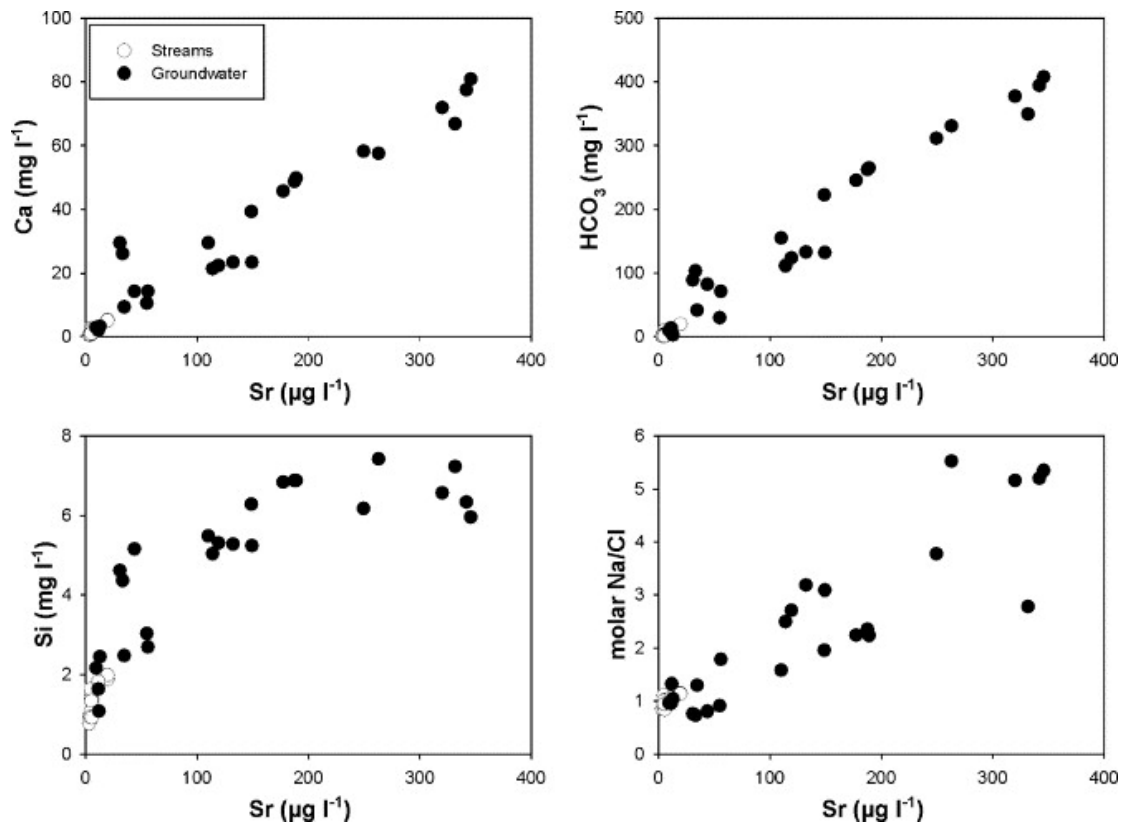 100
80
60
40
20
0
Ca (mg l⁻¹)
Streams
Groundwater
0 100 200 300 400
Sr (µg l⁻¹)
500
400
300
200
100
0
HCO₃ (mg l⁻¹)
0 100 200 300 400
Sr (µg l⁻¹)
8
6
4
2
0
Si (mg l⁻¹)
0 100 200 300 400
Sr (µg l⁻¹)
6
5
4
3
2
1
0
molar Na/Cl
0 100 200 300 400
Sr (µg l⁻¹)